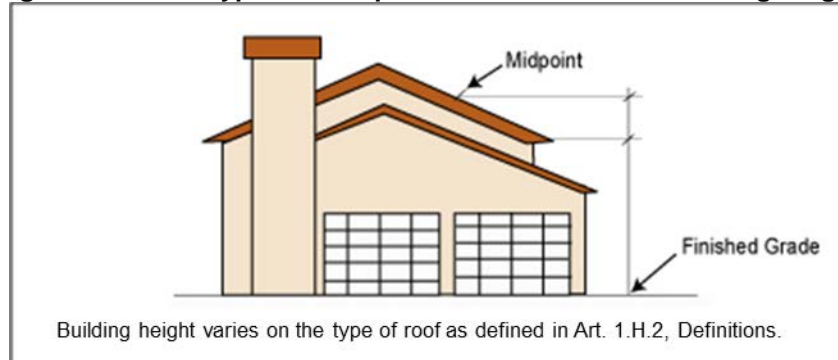 Midpoint
Finished Grade
Building height varies on the type of roof as defined in Art. 1.H.2, Definitions.